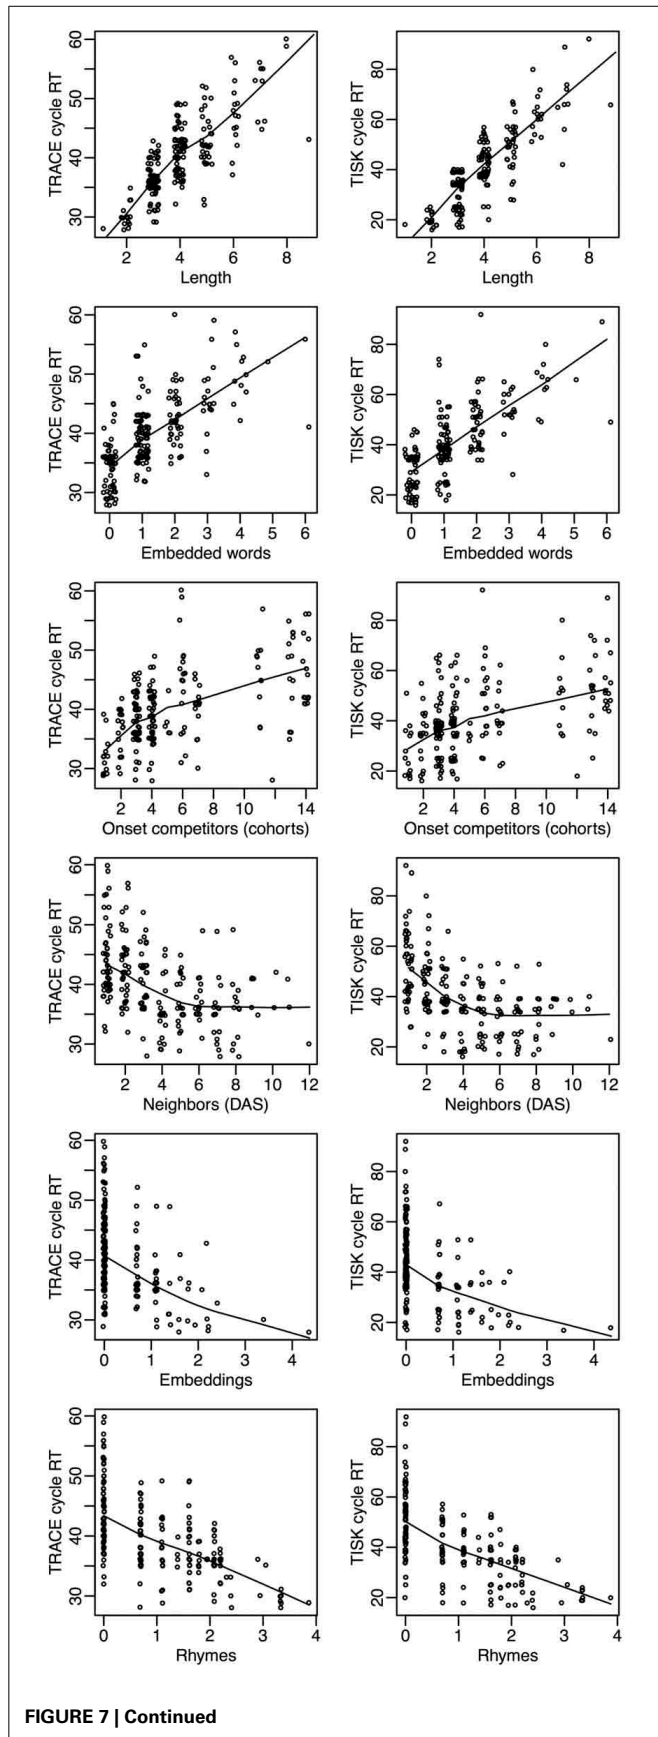 TRACE cycle RT
30 40 50 60
2 4 6 8
Length
TISK cycle RT
20 40 60 80
2 4 6 8
Length
TRACE cycle RT
30 40 50 60
0 1 2 3 4 5 6
Embedded words
TISK cycle RT
20 40 60 80
0 1 2 3 4 5 6
Embedded words
TRACE cycle RT
30 40 50 60
2 4 6 8 10 14
Onset competitors (cohorts)
TISK cycle RT
20 40 60 80
2 4 6 8 10 14
Onset competitors (cohorts)
TRACE cycle RT
30 40 50 60
2 4 6 8 10 12
Neighbors (DAS)
TISK cycle RT
20 40 60 80
2 4 6 8 10 12
Neighbors (DAS)
TRACE cycle RT
30 40 50 60
0 1 2 3 4
Embeddings
TISK cycle RT
20 40 60 80
0 1 2 3 4
Embeddings
TRACE cycle RT
30 40 50 60
0 1 2 3 4
Rhymes
TISK cycle RT
20 40 60 80
0 1 2 3 4
Rhymes
FIGURE 7 | Continued